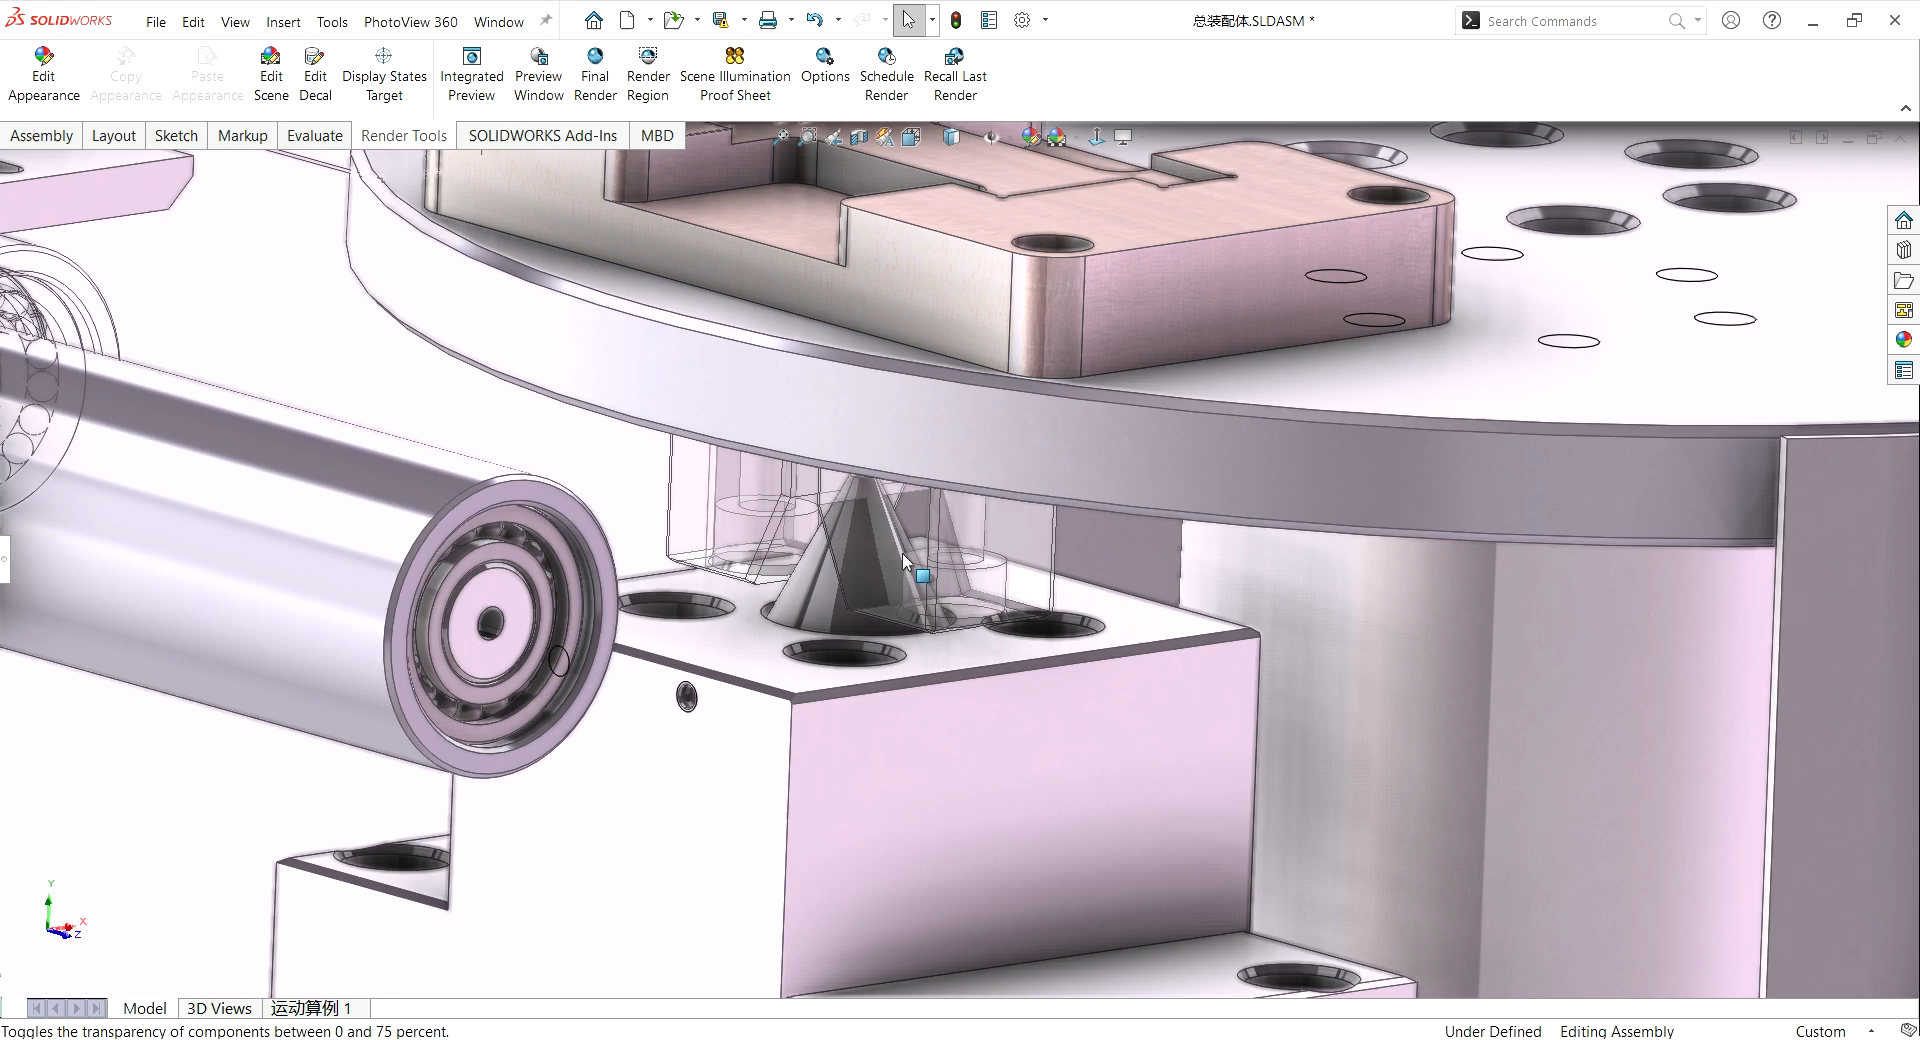 SOLIDWORKS
File Edit View Insert Tools PhotoView 360 Window
总装配体.SLDASM *
Search Commands
Edit Appearance
Copy Appearance
Paste Appearance
Edit Scene
Edit Decal
Display States Target
Integrated Preview
Preview Window
Final Render
Render Region
Scene Illumination Proof Sheet
Options
Schedule Render
Recall Last Render
Assembly Layout Sketch Markup Evaluate Render Tools SOLIDWORKS Add-Ins MBD
Y
X
Z
Model 3D Views 运动算例 1
Toggles the transparency of components between 0 and 75 percent.
Under Defined Editing Assembly Custom